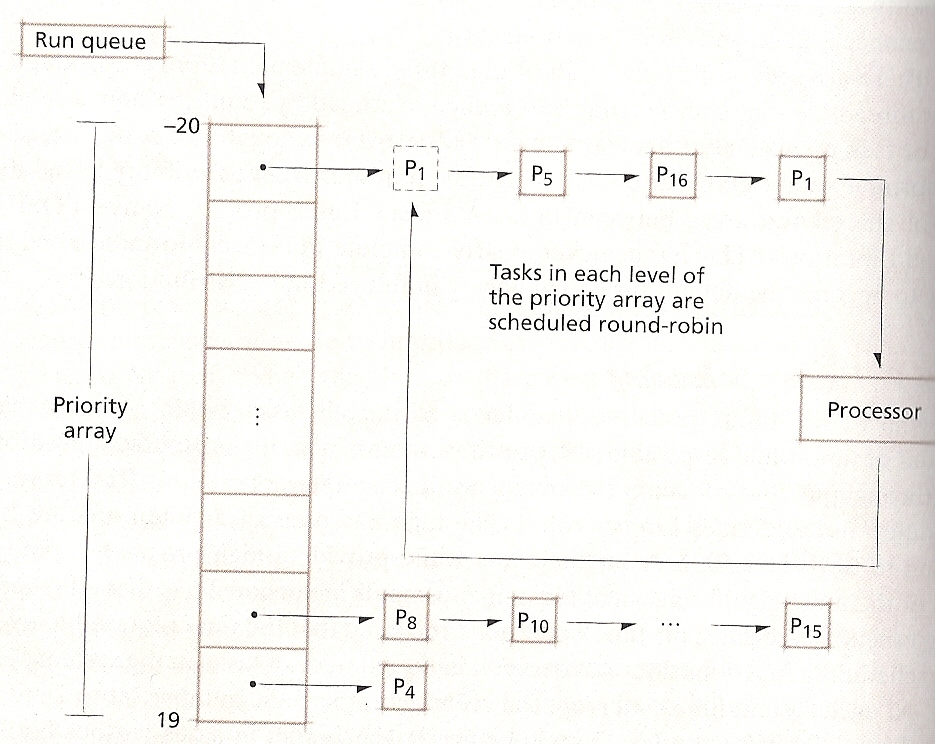 Run queue
–20
P1
P5
P16
P1
Tasks in each level of
the priority array are
scheduled round-robin
Priority
array
⋮
Processor
P8
P10
...
P15
P4
19